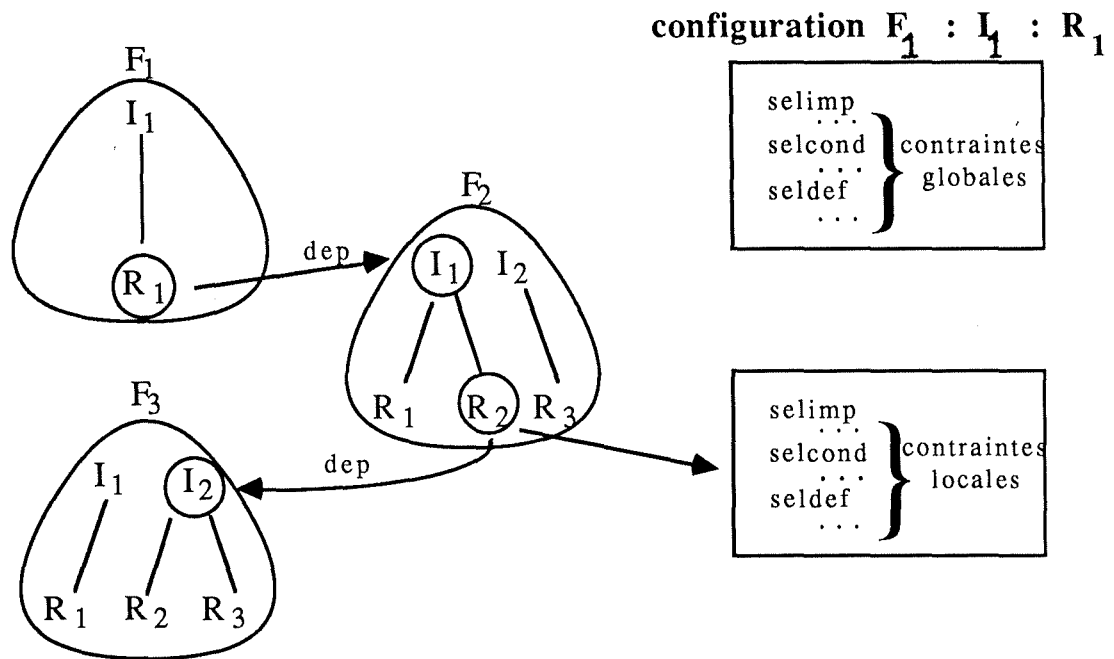 configuration F1 : I1 : R1
F1
I1
R1
dep
F2
I1 I2
R1 R2 R3
dep
F3
I1 I2
R1 R2 R3
selimp
...
selcond
...
seldef
...
contraintes
globales
selimp
...
selcond
...
seldef
...
contraintes
locales